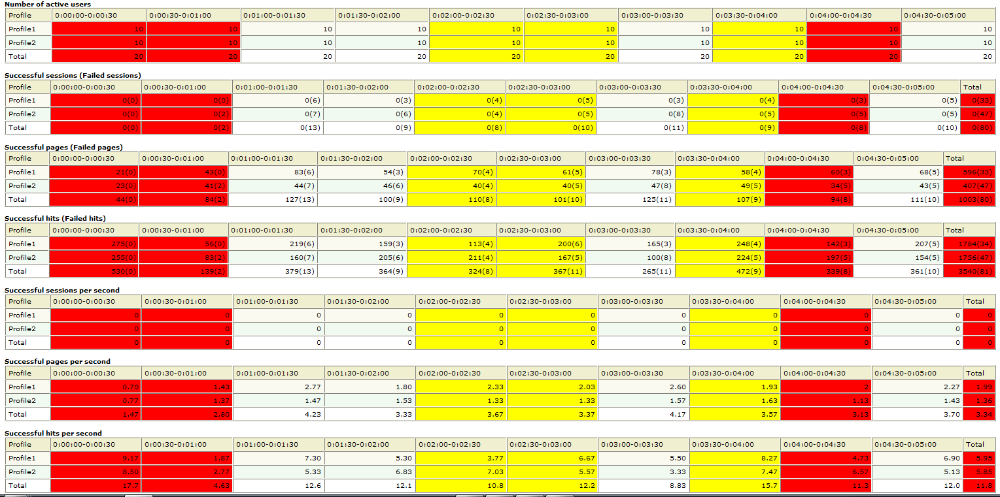 Number of active users
Profile 0:00:00-0:00:30 0:00:30-0:01:00 0:01:00-0:01:30 0:01:30-0:02:00 0:02:00-0:02:30 0:02:30-0:03:00 0:03:00-0:03:30 0:03:30-0:04:00 0:04:00-0:04:30 0:04:30-0:05:00
Profile1 10 10 10 10 10 10 10 10 10 10
Profile2 10 10 10 10 10 10 10 10 10 10
Total 20 20 20 20 20 20 20 20 20 20
Successful sessions (Failed sessions)
Profile 0:00:00-0:00:30 0:00:30-0:01:00 0:01:00-0:01:30 0:01:30-0:02:00 0:02:00-0:02:30 0:02:30-0:03:00 0:03:00-0:03:30 0:03:30-0:04:00 0:04:00-0:04:30 0:04:30-0:05:00 Total
Profile1 0(0) 0(0) 0(6) 0(3) 0(4) 0(5) 0(3) 0(4) 0(3) 0(5) 0(33)
Profile2 0(0) 0(2) 0(7) 0(6) 0(4) 0(5) 0(8) 0(5) 0(5) 0(5) 0(47)
Total 0(0) 0(2) 0(13) 0(9) 0(8) 0(10) 0(11) 0(9) 0(8) 0(10) 0(80)
Successful pages (Failed pages)
Profile 0:00:00-0:00:30 0:00:30-0:01:00 0:01:00-0:01:30 0:01:30-0:02:00 0:02:00-0:02:30 0:02:30-0:03:00 0:03:00-0:03:30 0:03:30-0:04:00 0:04:00-0:04:30 0:04:30-0:05:00 Total
Profile1 21(0) 43(0) 83(6) 54(3) 70(4) 61(5) 78(3) 58(4) 60(3) 68(5) 596(33)
Profile2 23(0) 41(2) 44(7) 46(6) 40(4) 40(5) 47(8) 49(5) 34(5) 43(5) 407(47)
Total 44(0) 84(2) 127(13) 100(9) 110(8) 101(10) 125(11) 107(9) 94(8) 111(10) 1003(80)
Successful hits (Failed hits)
Profile 0:00:00-0:00:30 0:00:30-0:01:00 0:01:00-0:01:30 0:01:30-0:02:00 0:02:00-0:02:30 0:02:30-0:03:00 0:03:00-0:03:30 0:03:30-0:04:00 0:04:00-0:04:30 0:04:30-0:05:00 Total
Profile1 275(0) 56(0) 219(6) 159(3) 113(4) 200(6) 165(3) 248(4) 142(3) 207(5) 1784(34)
Profile2 255(0) 83(2) 160(7) 205(6) 211(4) 167(5) 100(8) 224(5) 197(5) 154(5) 1756(47)
Total 530(0) 139(2) 379(13) 364(9) 324(8) 367(11) 265(11) 472(9) 339(8) 361(10) 3540(81)
Successful sessions per second
Profile 0:00:00-0:00:30 0:00:30-0:01:00 0:01:00-0:01:30 0:01:30-0:02:00 0:02:00-0:02:30 0:02:30-0:03:00 0:03:00-0:03:30 0:03:30-0:04:00 0:04:00-0:04:30 0:04:30-0:05:00 Total
Profile1 0 0 0 0 0 0 0 0 0 0 0
Profile2 0 0 0 0 0 0 0 0 0 0 0
Total 0 0 0 0 0 0 0 0 0 0 0
Successful pages per second
Profile 0:00:00-0:00:30 0:00:30-0:01:00 0:01:00-0:01:30 0:01:30-0:02:00 0:02:00-0:02:30 0:02:30-0:03:00 0:03:00-0:03:30 0:03:30-0:04:00 0:04:00-0:04:30 0:04:30-0:05:00 Total
Profile1 0.70 1.43 2.77 1.80 2.33 2.03 2.60 1.93 2 2.27 1.99
Profile2 0.77 1.37 1.47 1.53 1.33 1.33 1.57 1.63 1.13 1.43 1.36
Total 1.47 2.80 4.23 3.33 3.67 3.37 4.17 3.57 3.13 3.70 3.34
Successful hits per second
Profile 0:00:00-0:00:30 0:00:30-0:01:00 0:01:00-0:01:30 0:01:30-0:02:00 0:02:00-0:02:30 0:02:30-0:03:00 0:03:00-0:03:30 0:03:30-0:04:00 0:04:00-0:04:30 0:04:30-0:05:00 Total
Profile1 9.17 1.87 7.30 5.30 3.77 6.67 5.50 8.27 4.73 6.90 5.95
Profile2 8.50 2.77 5.33 6.83 7.03 5.57 3.33 7.47 6.57 5.13 5.85
Total 17.7 4.63 12.6 12.1 10.8 12.2 8.83 15.7 11.3 12.0 11.8